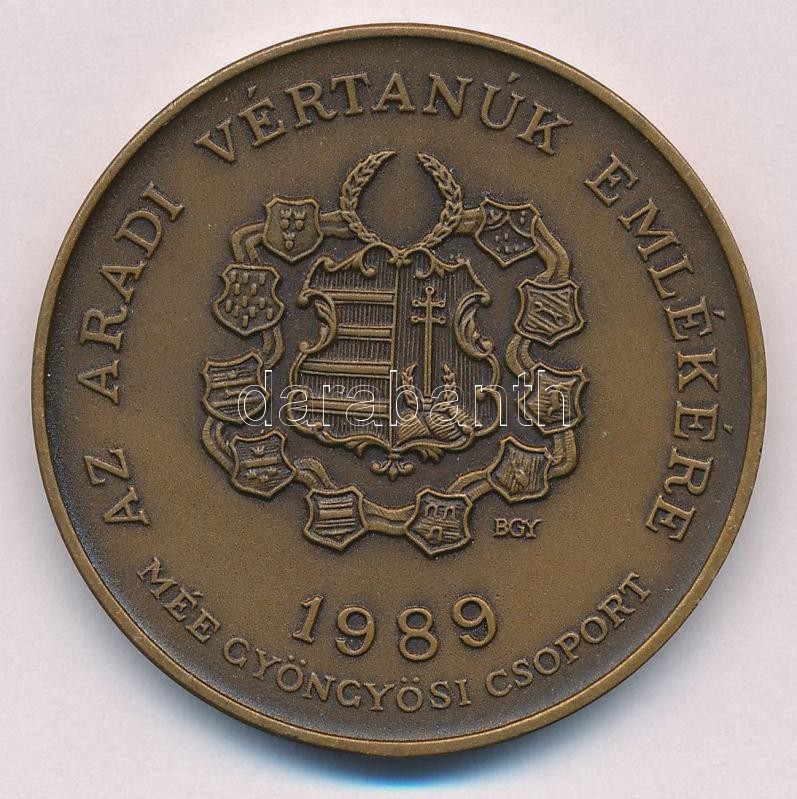 AZ ARADI VÉRTANÚK EMLÉKÉRE
BGY
1989
MÉE GYÖNGYÖSI CSOPORT
darabanth